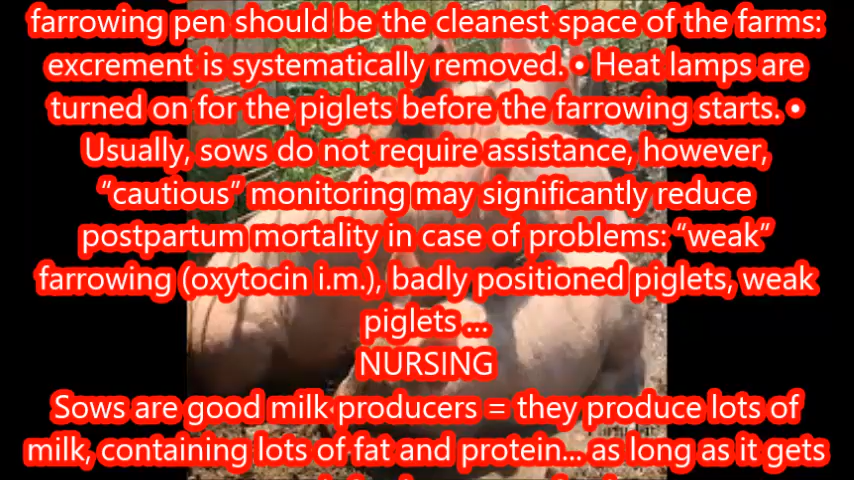 farrowing pen should be the cleanest space of the farms:
excrement is systematically removed. • Heat lamps are
turned on for the piglets before the farrowing starts. •
Usually, sows do not require assistance, however,
“cautious” monitoring may significantly reduce
postpartum mortality in case of problems: “weak”
farrowing (oxytocin i.m.), badly positioned piglets, weak
piglets ...
NURSING
Sows are good milk producers = they produce lots of
milk, containing lots of fat and protein... as long as it gets